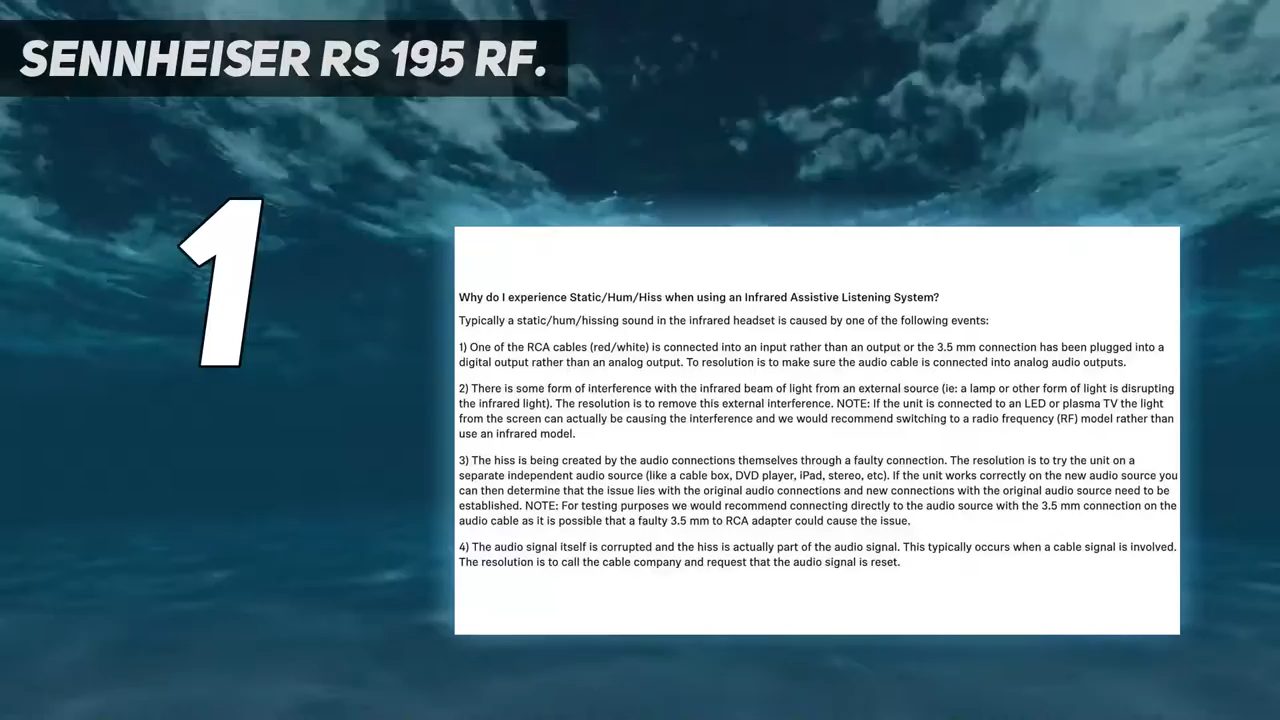 SENNHEISER RS 195 RF.
1
Why do I experience Static/Hum/Hiss when using an Infrared Assistive Listening System?
Typically a static/hum/hissing sound in the infrared headset is caused by one of the following events:
1) One of the RCA cables (red/white) is connected into an input rather than an output or the 3.5 mm connection has been plugged into a
digital output rather than an analog output. To resolution is to make sure the audio cable is connected into analog audio outputs.
2) There is some form of interference with the infrared beam of light from an external source (ie: a lamp or other form of light is disrupting
the infrared light). The resolution is to remove this external interference. NOTE: If the unit is connected to an LED or plasma TV the light
from the screen can actually be causing the interference and we would recommend switching to a radio frequency (RF) model rather than
use an infrared model.
3) The hiss is being created by the audio connections themselves through a faulty connection. The resolution is to try the unit on a
separate independent audio source (like a cable box, DVD player, iPad, stereo, etc). If the unit works correctly on the new audio source you
can then determine that the issue lies with the original audio connections and new connections with the original audio source need to be
established. NOTE: For testing purposes we would recommend connecting directly to the audio source with the 3.5 mm connection on the
audio cable as it is possible that a faulty 3.5 mm to RCA adapter could cause the issue.
4) The audio signal itself is corrupted and the hiss is actually part of the audio signal. This typically occurs when a cable signal is involved.
The resolution is to call the cable company and request that the audio signal is reset.